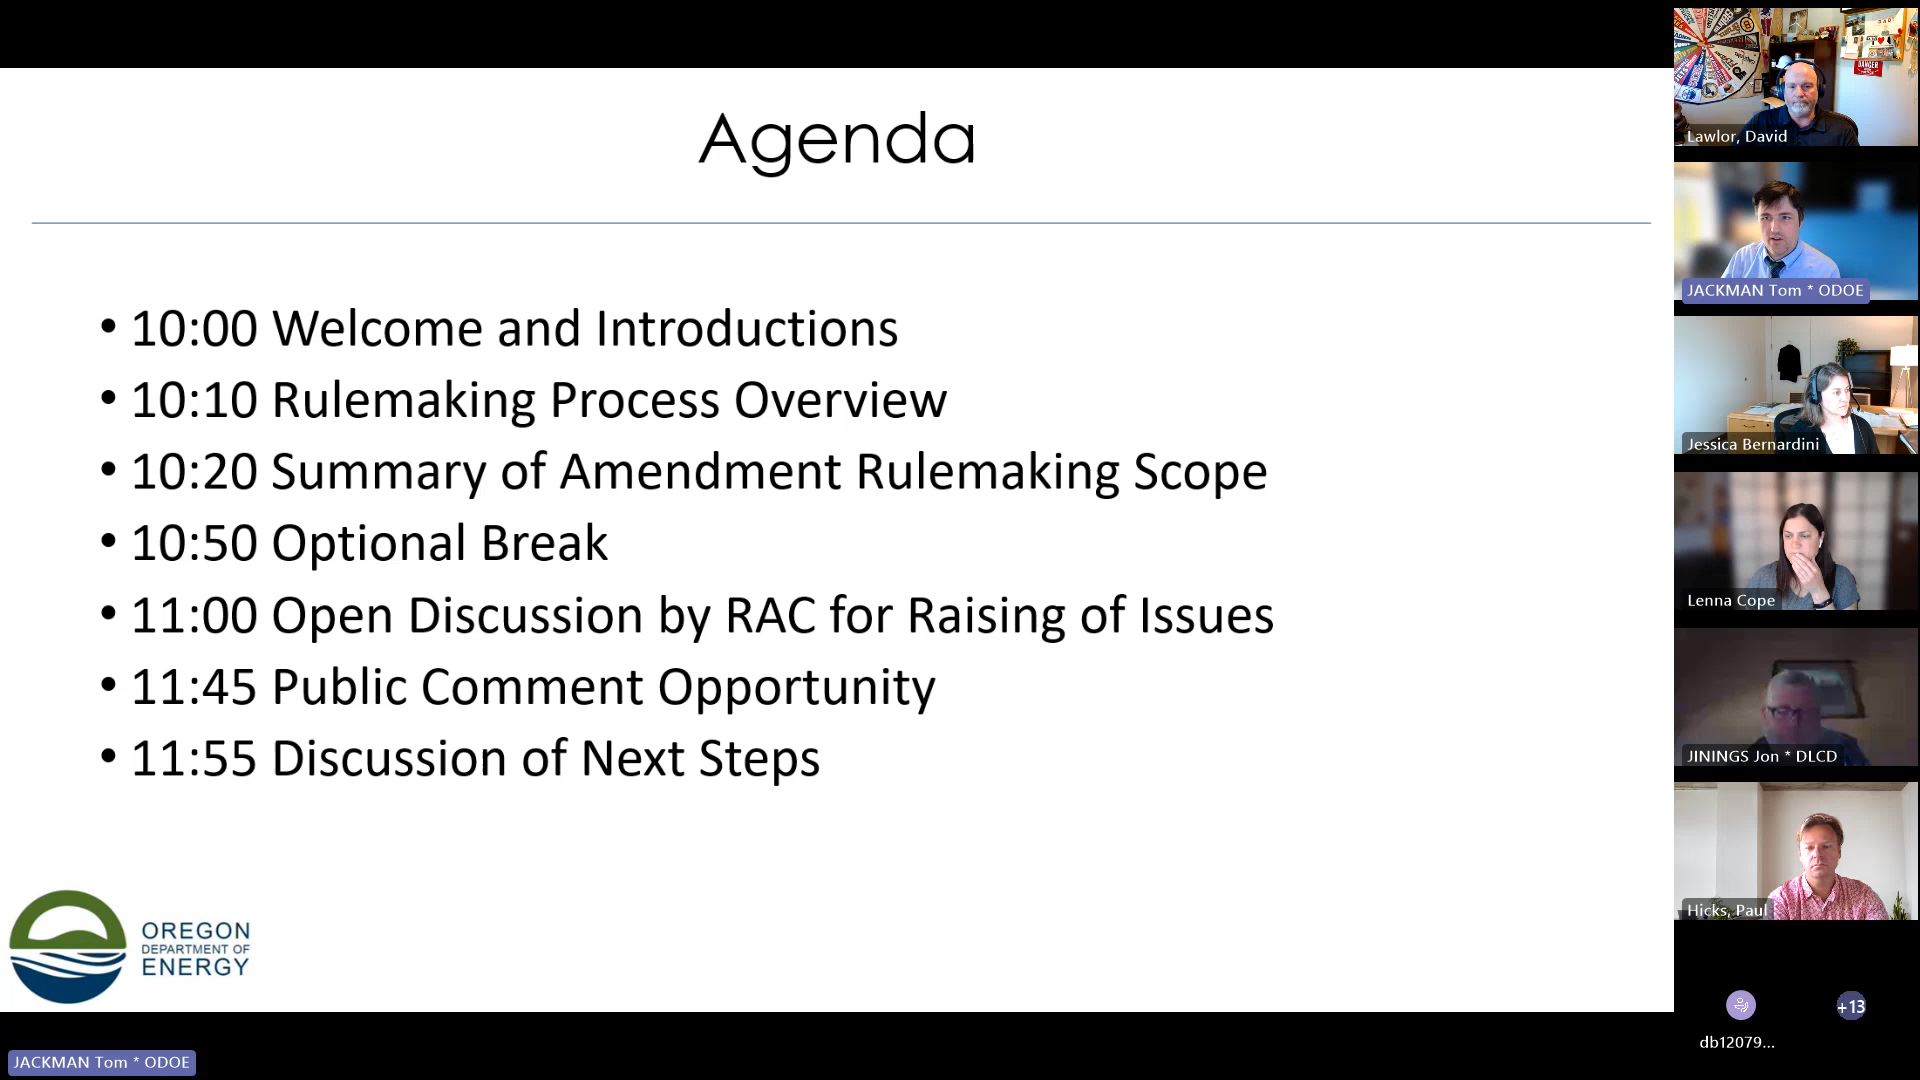 Agenda
• 10:00 Welcome and Introductions
• 10:10 Rulemaking Process Overview
• 10:20 Summary of Amendment Rulemaking Scope
• 10:50 Optional Break
• 11:00 Open Discussion by RAC for Raising of Issues
• 11:45 Public Comment Opportunity
• 11:55 Discussion of Next Steps
OREGON
DEPARTMENT OF
ENERGY
JACKMAN Tom * ODOE
DANGER
Lawlor, David
JACKMAN Tom * ODOE
Jessica Bernardini
Lenna Cope
JININGS Jon * DLCD
Hicks, Paul
db12079...
+13